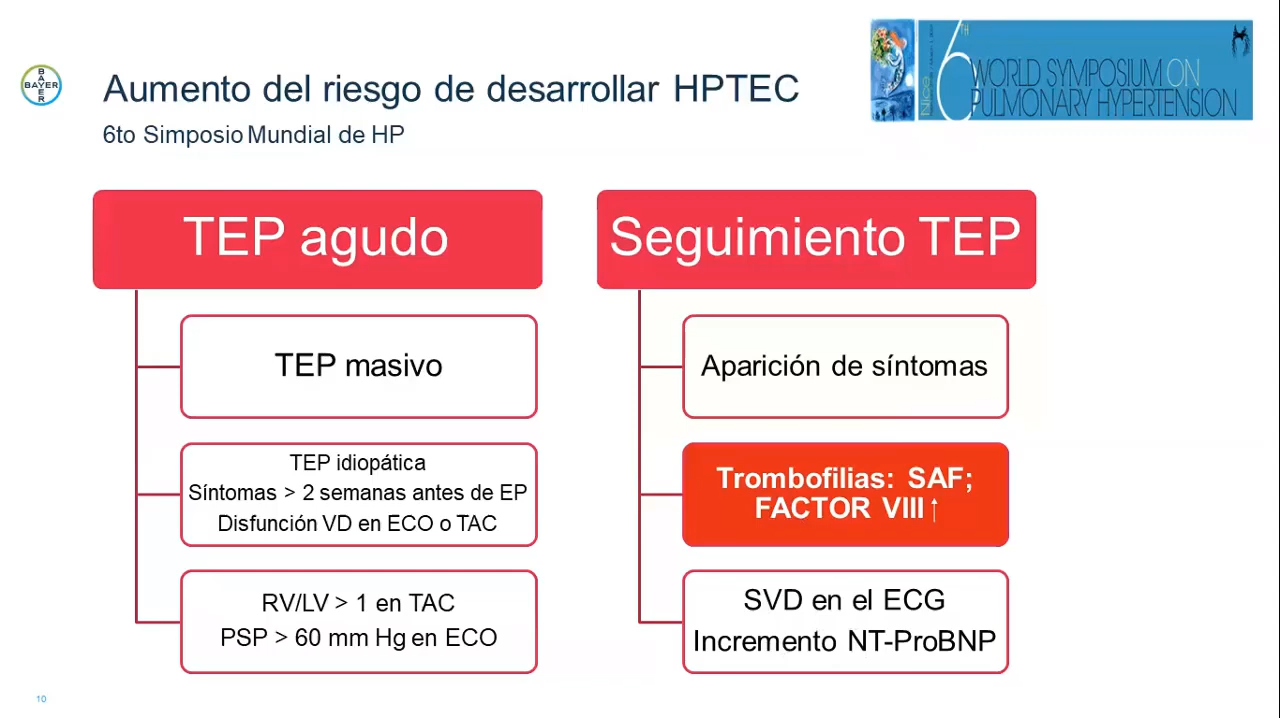 BAYER
BAYER
Aumento del riesgo de desarrollar HPTEC
6to Simposio Mundial de HP
6TH
WORLD SYMPOSIUM ON
PULMONARY HYPERTENSION
Nice
TEP agudo
TEP masivo
TEP idiopática
Síntomas > 2 semanas antes de EP
Disfunción VD en ECO o TAC
RV/LV > 1 en TAC
PSP > 60 mm Hg en ECO
Seguimiento TEP
Aparición de síntomas
Trombofilias: SAF;
FACTOR VIII↑
SVD en el ECG
Incremento NT-ProBNP
10